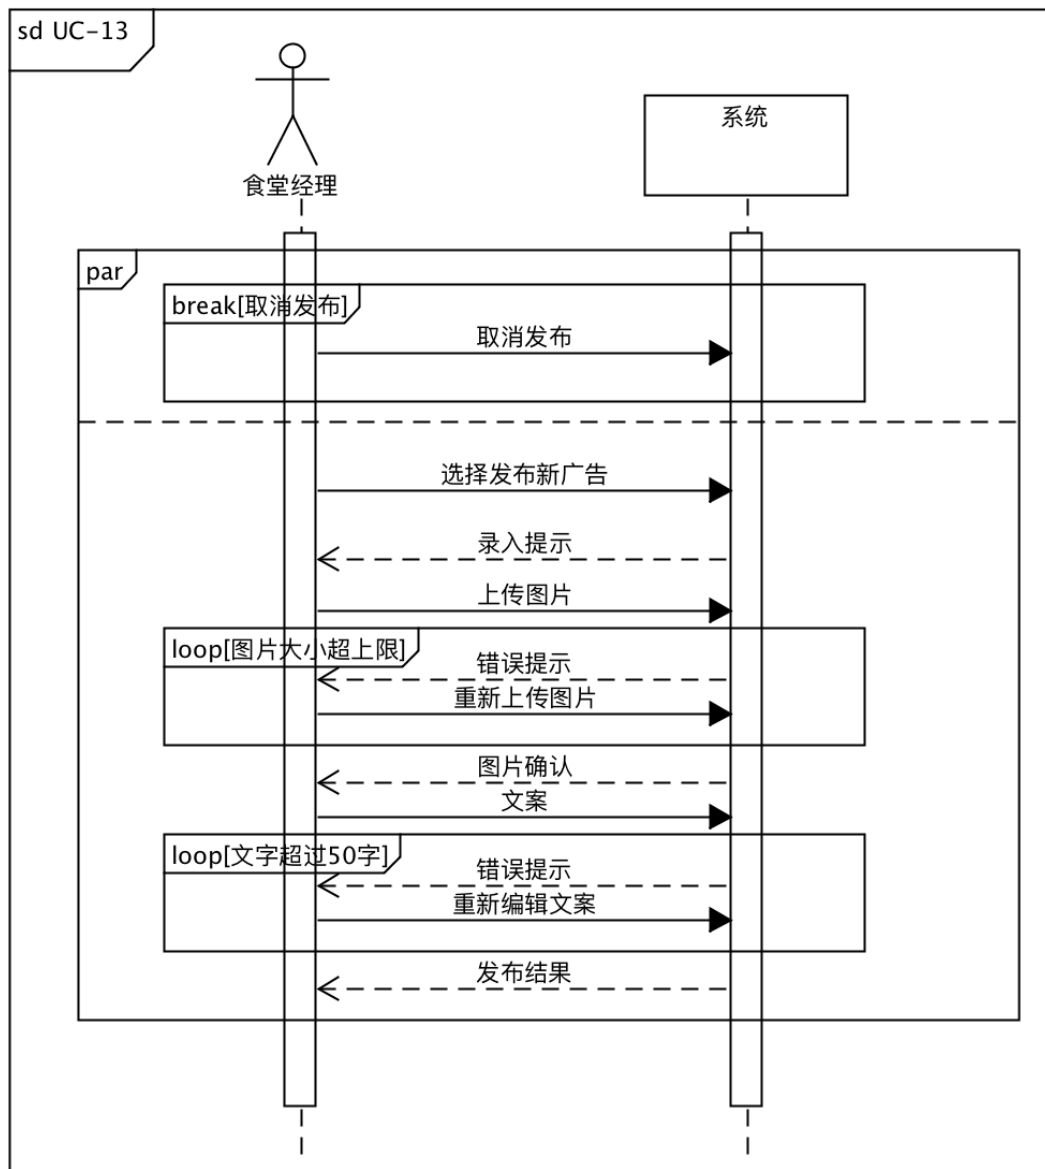 sd UC-13
食堂经理
系统
par
break[取消发布]
取消发布
选择发布新广告
录入提示
上传图片
loop[图片大小超上限]
错误提示
重新上传图片
图片确认
文案
loop[文字超过50字]
错误提示
重新编辑文案
发布结果